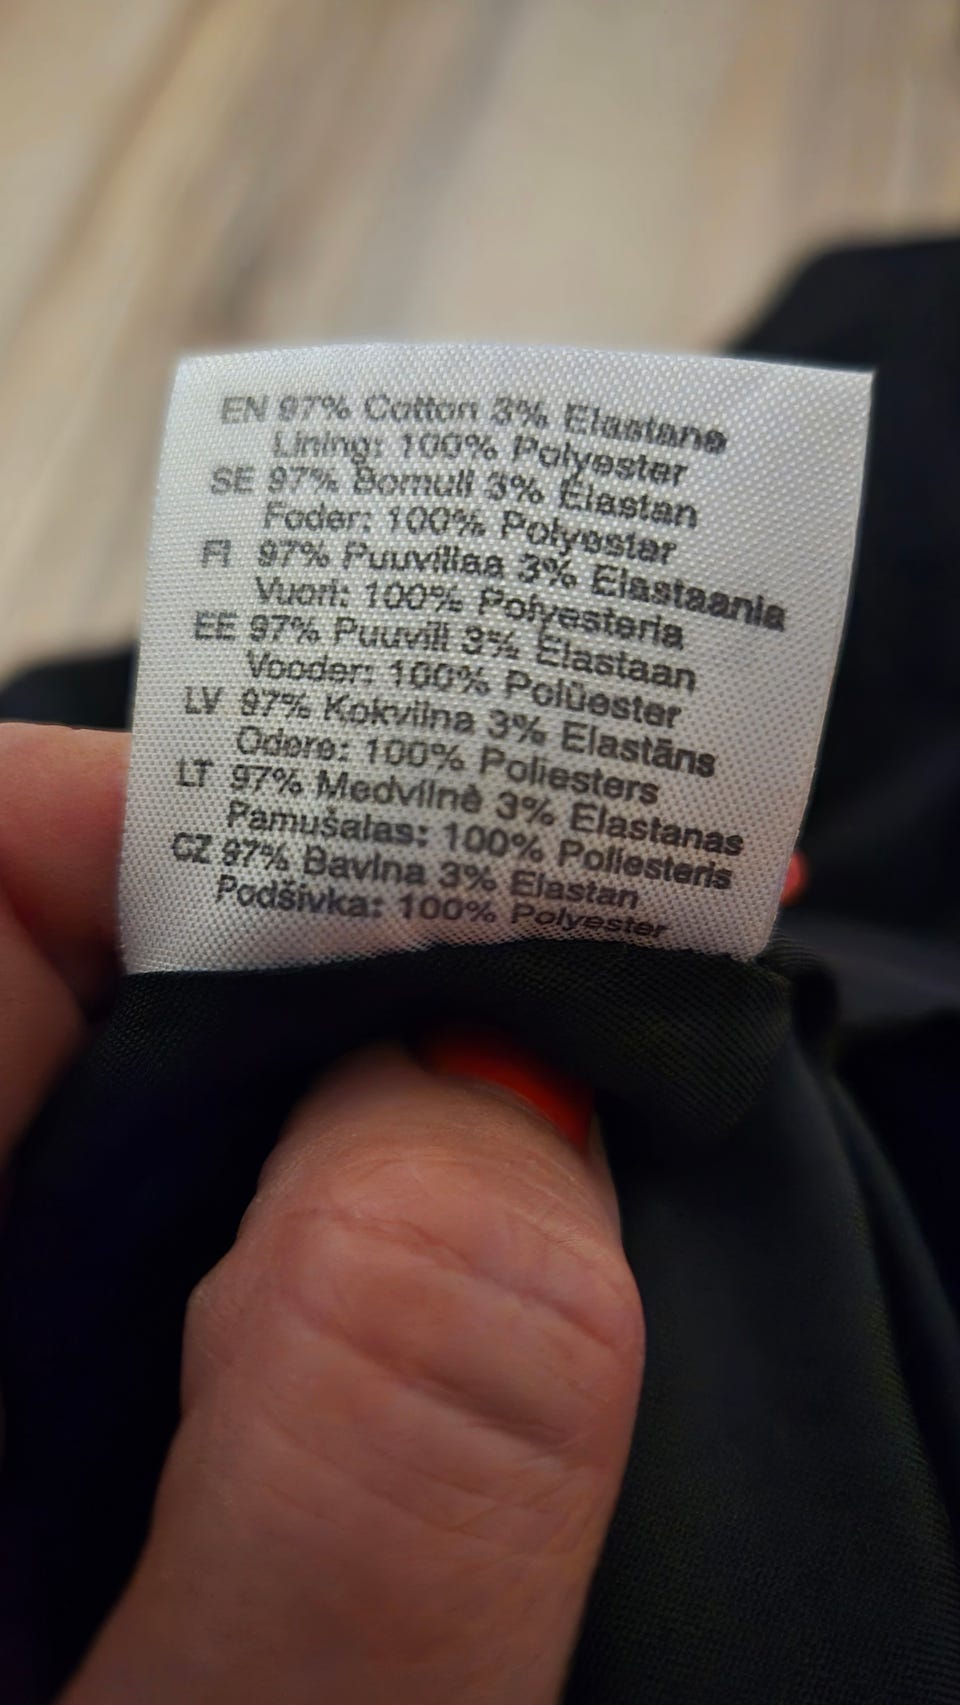 EN 97% Cotton 3% Elastane
Lining: 100% Polyester
SE 97% Bomull 3% Elastan
Foder: 100% Polyester
FI 97% Puuvillaa 3% Elastaania
Vuori: 100% Polyesteria
EE 97% Puuvill 3% Elastaan
Vooder: 100% Polüester
LV 97% Kokvilna 3% Elastāns
Odere: 100% Poliesters
LT 97% Medvilnė 3% Elastanas
Pamušalas: 100% Poliesteris
CZ 97% Bavlna 3% Elastan
Podšívka: 100% Polyester